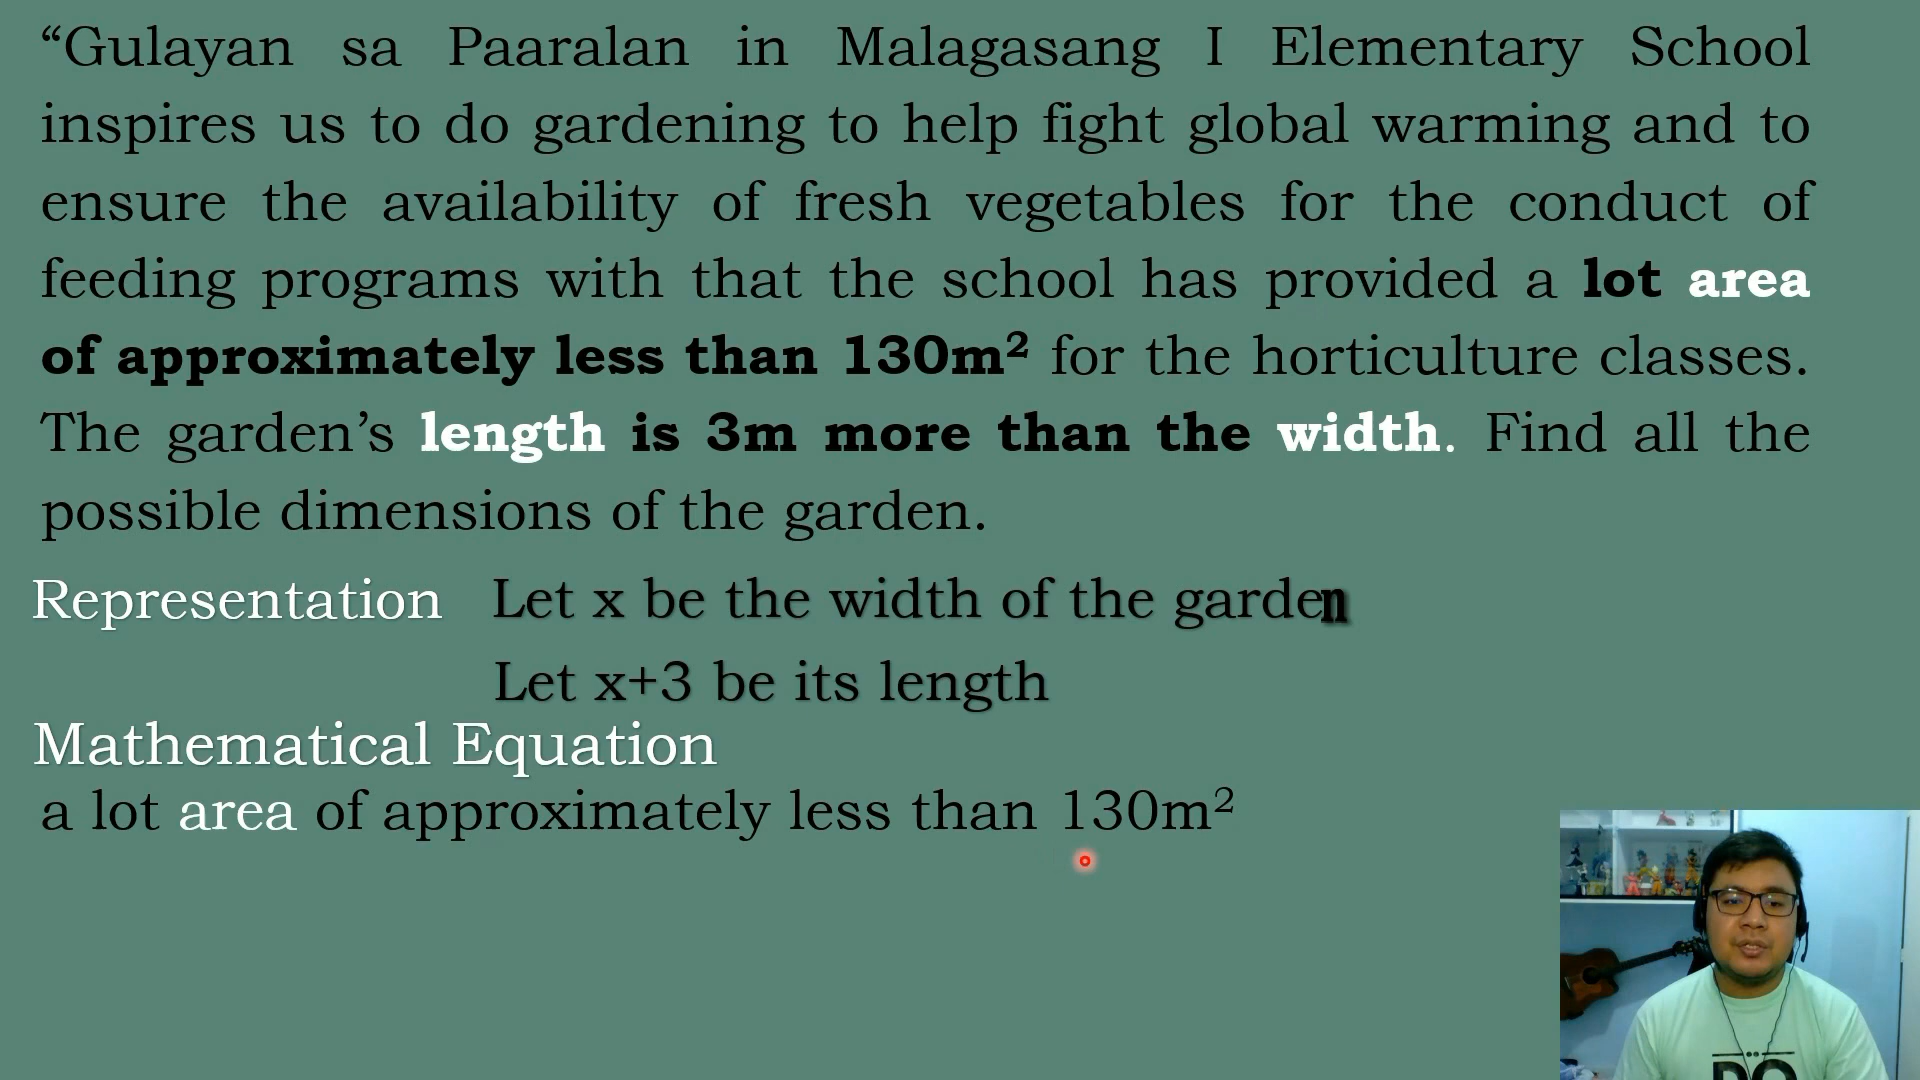 “Gulayan sa Paaralan in Malagasang I Elementary School
inspires us to do gardening to help fight global warming and to
ensure the availability of fresh vegetables for the conduct of
feeding programs with that the school has provided a lot area
of approximately less than 130m² for the horticulture classes.
The garden’s length is 3m more than the width. Find all the
possible dimensions of the garden.
Representation Let x be the width of the garden
Let x+3 be its length
Mathematical Equation
a lot area of approximately less than 130m²